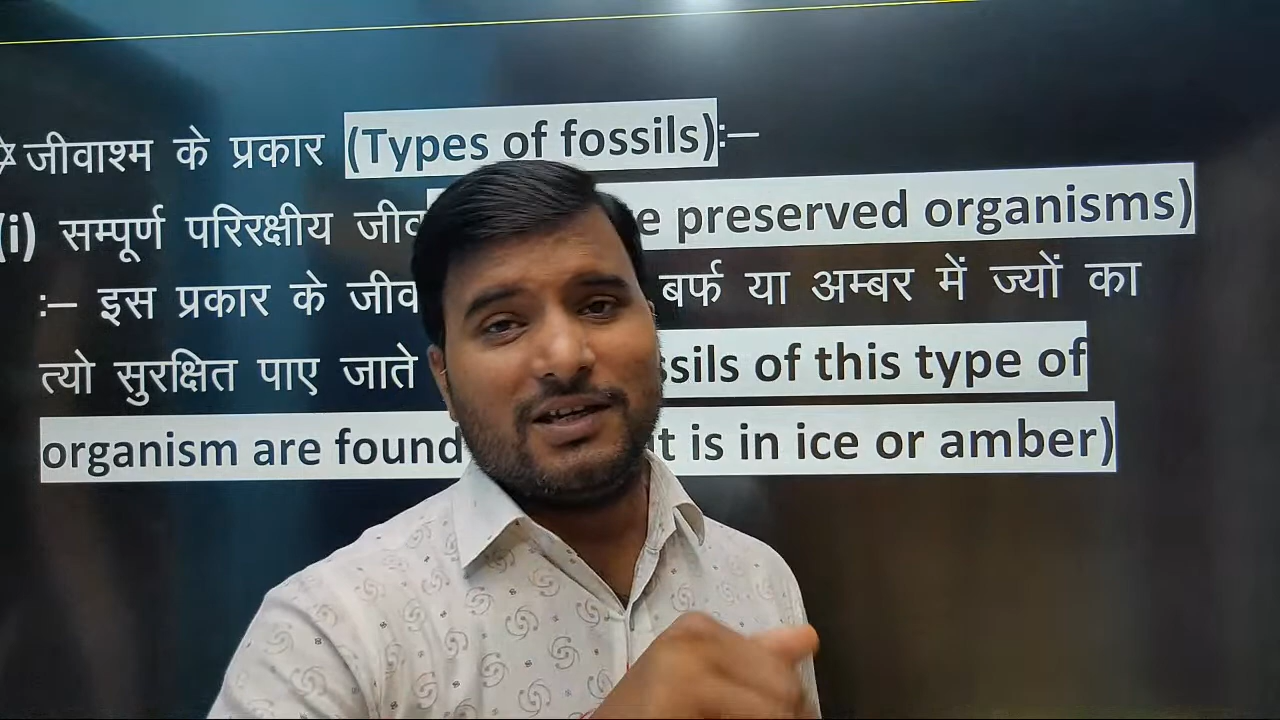 ✡जीवाश्म के प्रकार (Types of fossils):–
(i) सम्पूर्ण परिरक्षीय preserved organisms)
:– इस प्रकार के बर्फ या अम्बर में ज्यों का
त्यो सुरक्षित पाए जाते of this type of
organism are found is in ice or amber)